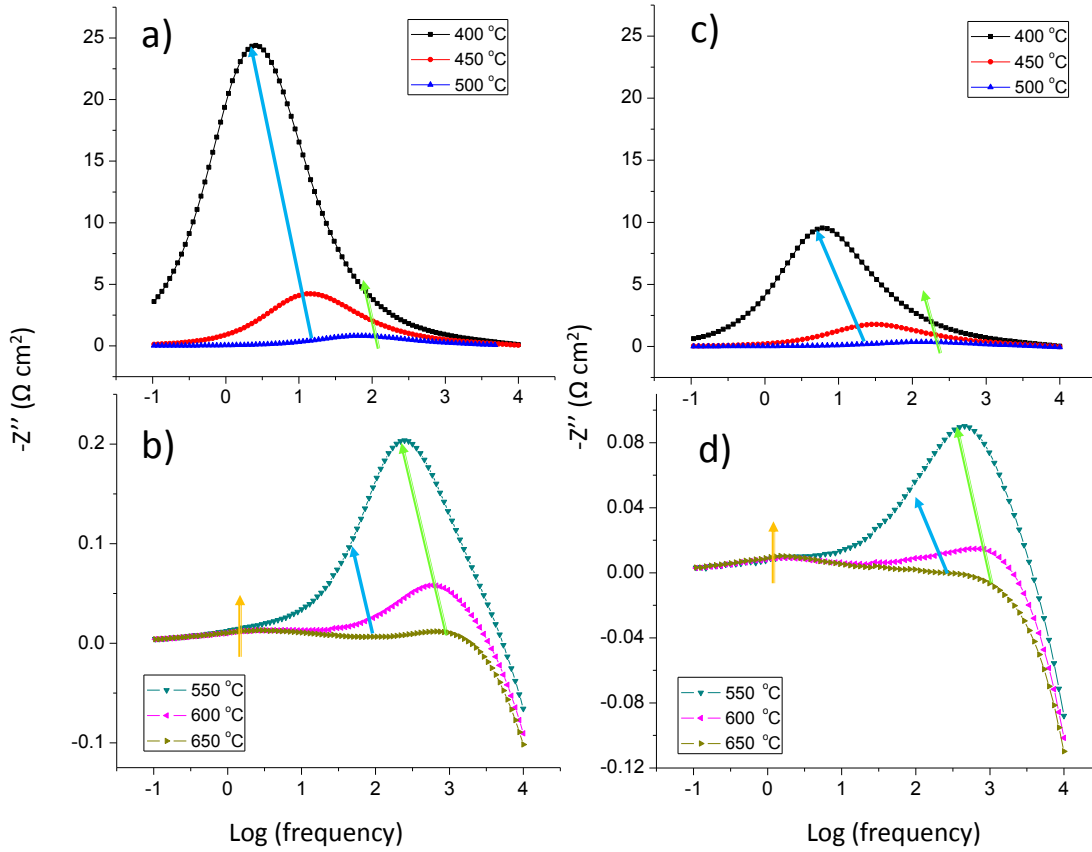 a)
400 °C
450 °C
500 °C
25
20
15
10
5
0
-1 0 1 2 3 4
c)
400 °C
450 °C
500 °C
25
20
15
10
5
0
-1 0 1 2 3 4
-Z’’ (Ω cm²)
-Z’’ (Ω cm²)
b)
0.2
0.1
0.0
-0.1
550 °C
600 °C
650 °C
-1 0 1 2 3 4
Log (frequency)
d)
0.08
0.04
0.00
-0.04
-0.08
-0.12
550 °C
600 °C
650 °C
-1 0 1 2 3 4
Log (frequency)